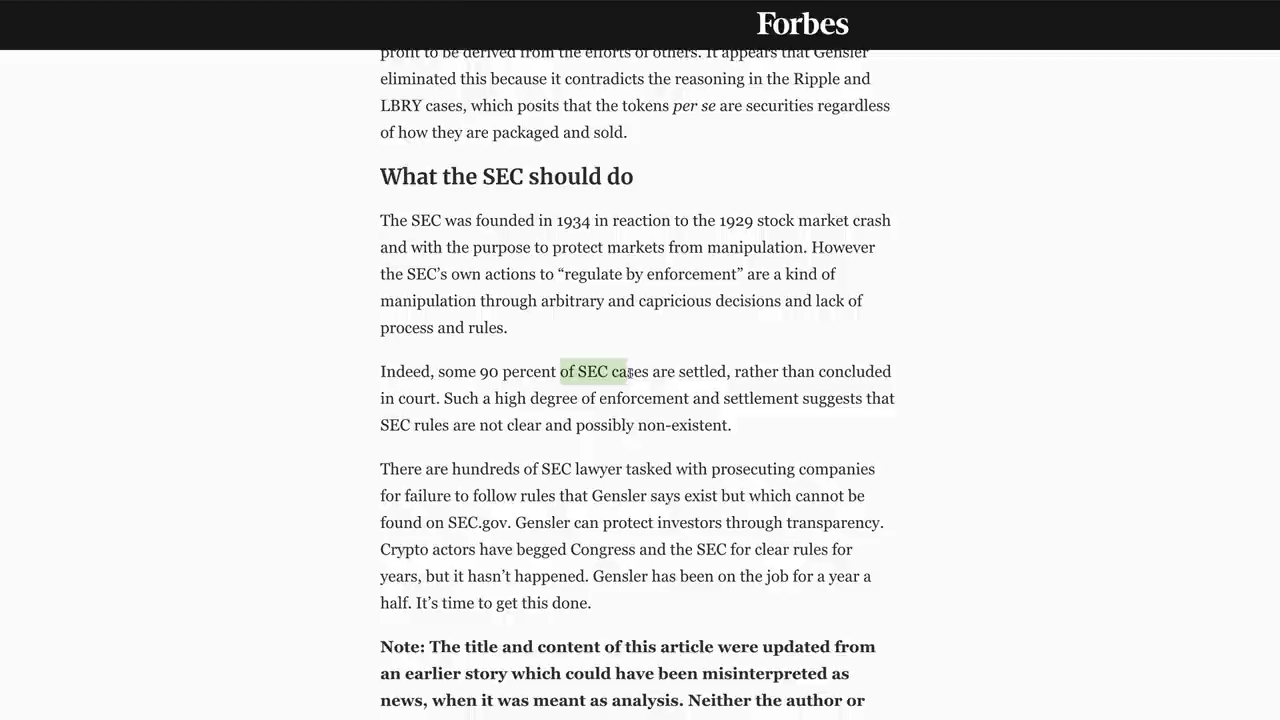 Forbes
profit to be derived from the efforts of others. It appears that Gensler
eliminated this because it contradicts the reasoning in the Ripple and
LBRY cases, which posits that the tokens per se are securities regardless
of how they are packaged and sold.
What the SEC should do
The SEC was founded in 1934 in reaction to the 1929 stock market crash
and with the purpose to protect markets from manipulation. However
the SEC’s own actions to “regulate by enforcement” are a kind of
manipulation through arbitrary and capricious decisions and lack of
process and rules.
Indeed, some 90 percent of SEC cases are settled, rather than concluded
in court. Such a high degree of enforcement and settlement suggests that
SEC rules are not clear and possibly non-existent.
There are hundreds of SEC lawyer tasked with prosecuting companies
for failure to follow rules that Gensler says exist but which cannot be
found on SEC.gov. Gensler can protect investors through transparency.
Crypto actors have begged Congress and the SEC for clear rules for
years, but it hasn’t happened. Gensler has been on the job for a year a
half. It’s time to get this done.
Note: The title and content of this article were updated from
an earlier story which could have been misinterpreted as
news, when it was meant as analysis. Neither the author or